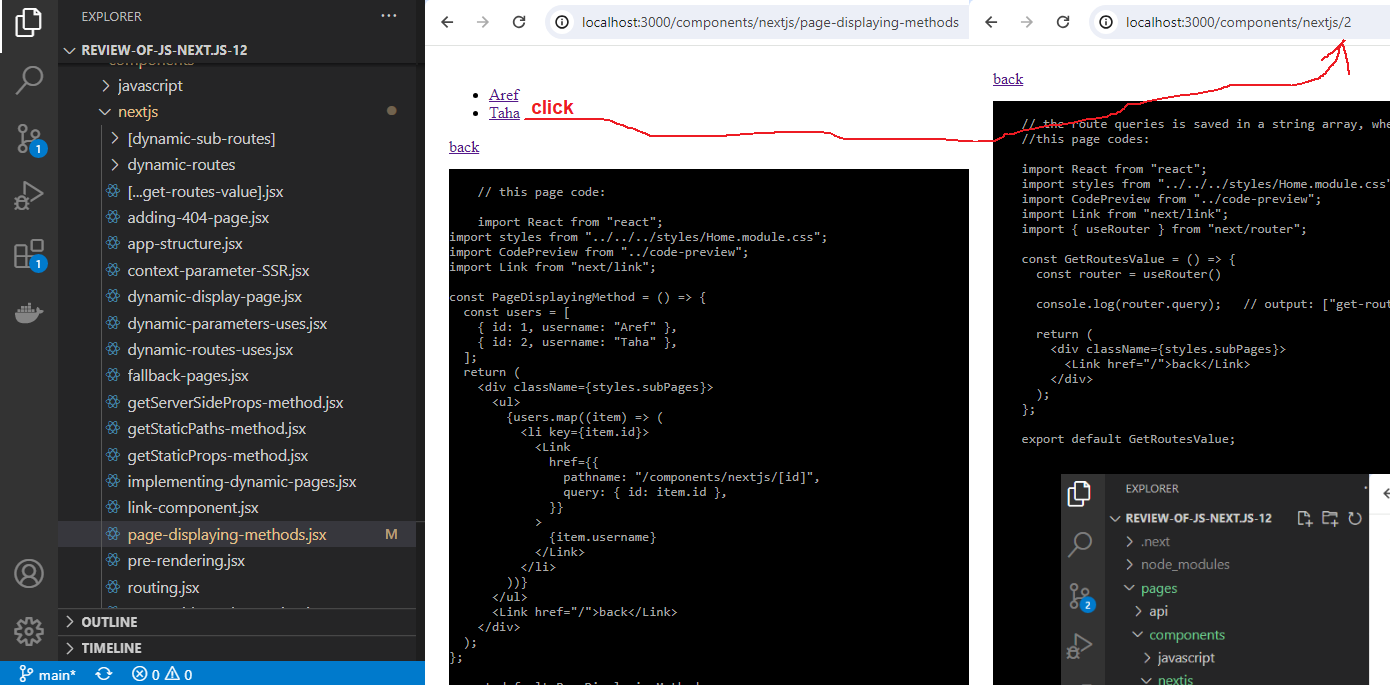 EXPLORER
REVIEW-OF-JS-NEXT.JS-12
components
javascript
nextjs
[dynamic-sub-routes]
dynamic-routes
[...get-routes-value].jsx
adding-404-page.jsx
app-structure.jsx
context-parameter-SSR.jsx
dynamic-display-page.jsx
dynamic-parameters-uses.jsx
dynamic-routes-uses.jsx
fallback-pages.jsx
getServerSideProps-method.jsx
getStaticPaths-method.jsx
getStaticProps-method.jsx
implementing-dynamic-pages.jsx
link-component.jsx
page-displaying-methods.jsx M
pre-rendering.jsx
routing.jsx
OUTLINE
TIMELINE
1
1
main* 0 0
localhost:3000/components/nextjs/page-displaying-methods
Aref
Taha click
back
// this page code:
import React from "react";
import styles from "../../../styles/Home.module.css";
import CodePreview from "../code-preview";
import Link from "next/link";
const PageDisplayingMethod = () => {
const users = [
{ id: 1, username: "Aref" },
{ id: 2, username: "Taha" },
];
return (
<div className={styles.subPages}>
<ul>
{users.map((item) => (
<li key={item.id}>
<Link
href={{
pathname: "/components/nextjs/[id]",
query: { id: item.id },
}}
>
{item.username}
</Link>
</li>
))}
</ul>
<Link href="/">back</Link>
</div>
);
};
localhost:3000/components/nextjs/2
back
// the route queries is saved in a string array, whe
//this page codes:
import React from "react";
import styles from "../../../styles/Home.module.css"
import CodePreview from "../code-preview";
import Link from "next/link";
import { useRouter } from "next/router";
const GetRoutesValue = () => {
const router = useRouter()
console.log(router.query); // output: ["get-rout
return (
<div className={styles.subPages}>
<Link href="/">back</Link>
</div>
);
};
export default GetRoutesValue;
EXPLORER
REVIEW-OF-JS-NEXT.JS-12
.next
node_modules
pages
api
components
javascript
nextjs
2